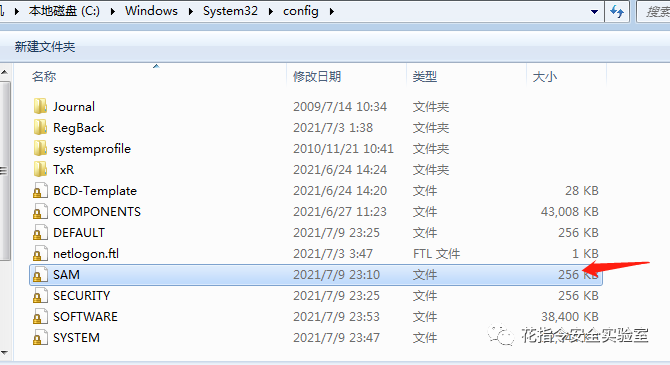 本地磁盘 (C:) Windows System32 config 搜索
新建文件夹
名称 修改日期 类型 大小
Journal 2009/7/14 10:34 文件夹
RegBack 2021/7/3 1:38 文件夹
systemprofile 2010/11/21 10:41 文件夹
TxR 2021/6/24 14:24 文件夹
BCD-Template 2021/6/24 14:20 文件 28 KB
COMPONENTS 2021/6/27 11:23 文件 43,008 KB
DEFAULT 2021/7/9 23:25 文件 256 KB
netlogon.ftl 2021/7/3 3:47 FTL 文件 1 KB
SAM 2021/7/9 23:10 文件 256 KB
SECURITY 2021/7/9 23:25 文件 256 KB
SOFTWARE 2021/7/9 23:53 文件 38,400 KB
SYSTEM 2021/7/9 23:47 文件
花指令安全实验室